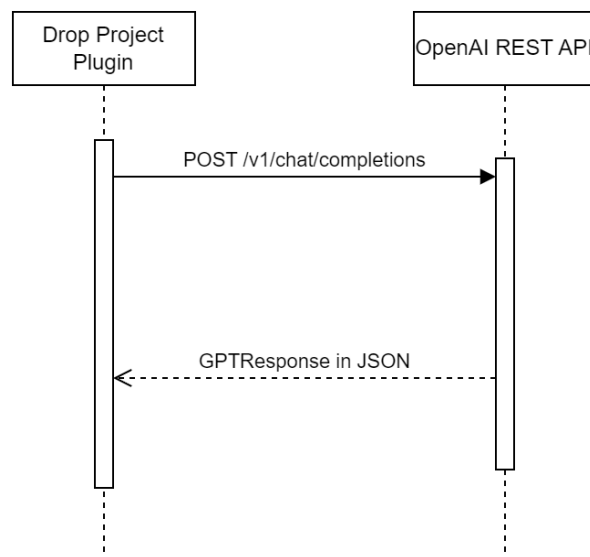 Drop Project
Plugin
OpenAI REST API
POST /v1/chat/completions
GPTResponse in JSON